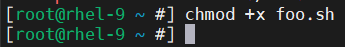 [root@rhel-9 ~ #] chmod +x foo.sh
[root@rhel-9 ~ #]